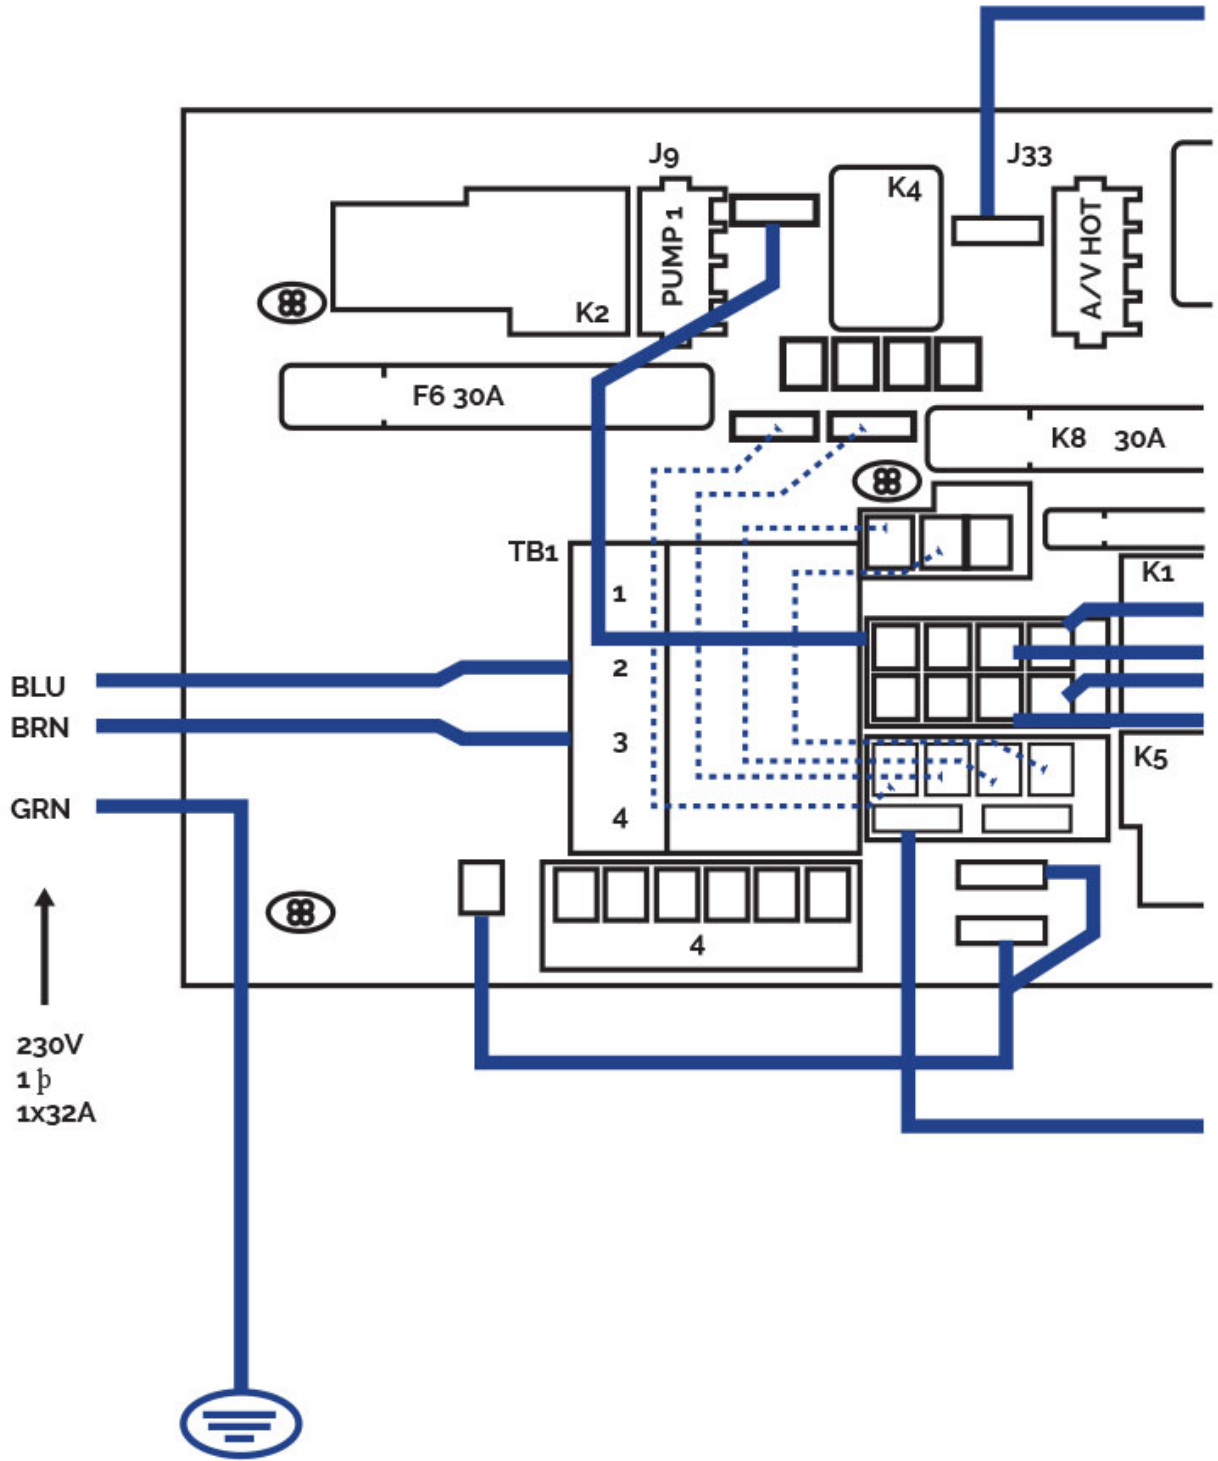 J9
J33
K4
PUMP 1
A/V HOT
K2
F6 30A
K8 30A
TB1
K1
1
BLU
2
BRN
3
K5
GRN
4
4
230V
1 þ
1x32A